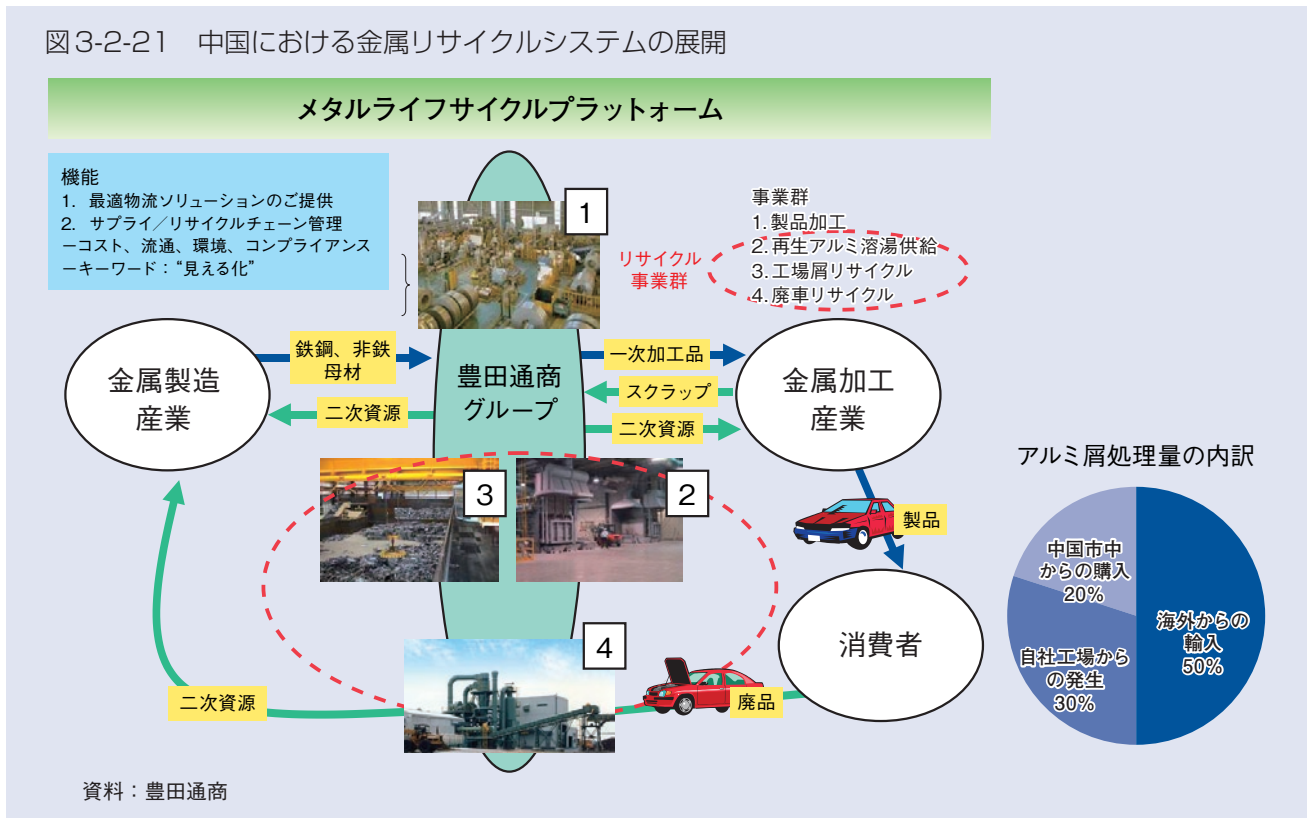 図3-2-21 中国における金属リサイクルシステムの展開
メタルライフサイクルプラットォーム
機能
1. 最適物流ソリューションのご提供
2. サプライ／リサイクルチェーン管理
ーコスト、流通、環境、コンプライアンス
ーキーワード：“見える化”
1
リサイクル
事業群
事業群
1.製品加工
2.再生アルミ溶湯供給
3.工場屑リサイクル
4.廃車リサイクル
金属製造
産業
鉄鋼、非鉄
母材
二次資源
豊田通商
グループ
一次加工品
スクラップ
二次資源
金属加工
産業
3
2
製品
消費者
4
廃品
二次資源
アルミ屑処理量の内訳
中国市中
からの購入
20%
海外からの
輸入
50%
自社工場から
の発生
30%
資料：豊田通商